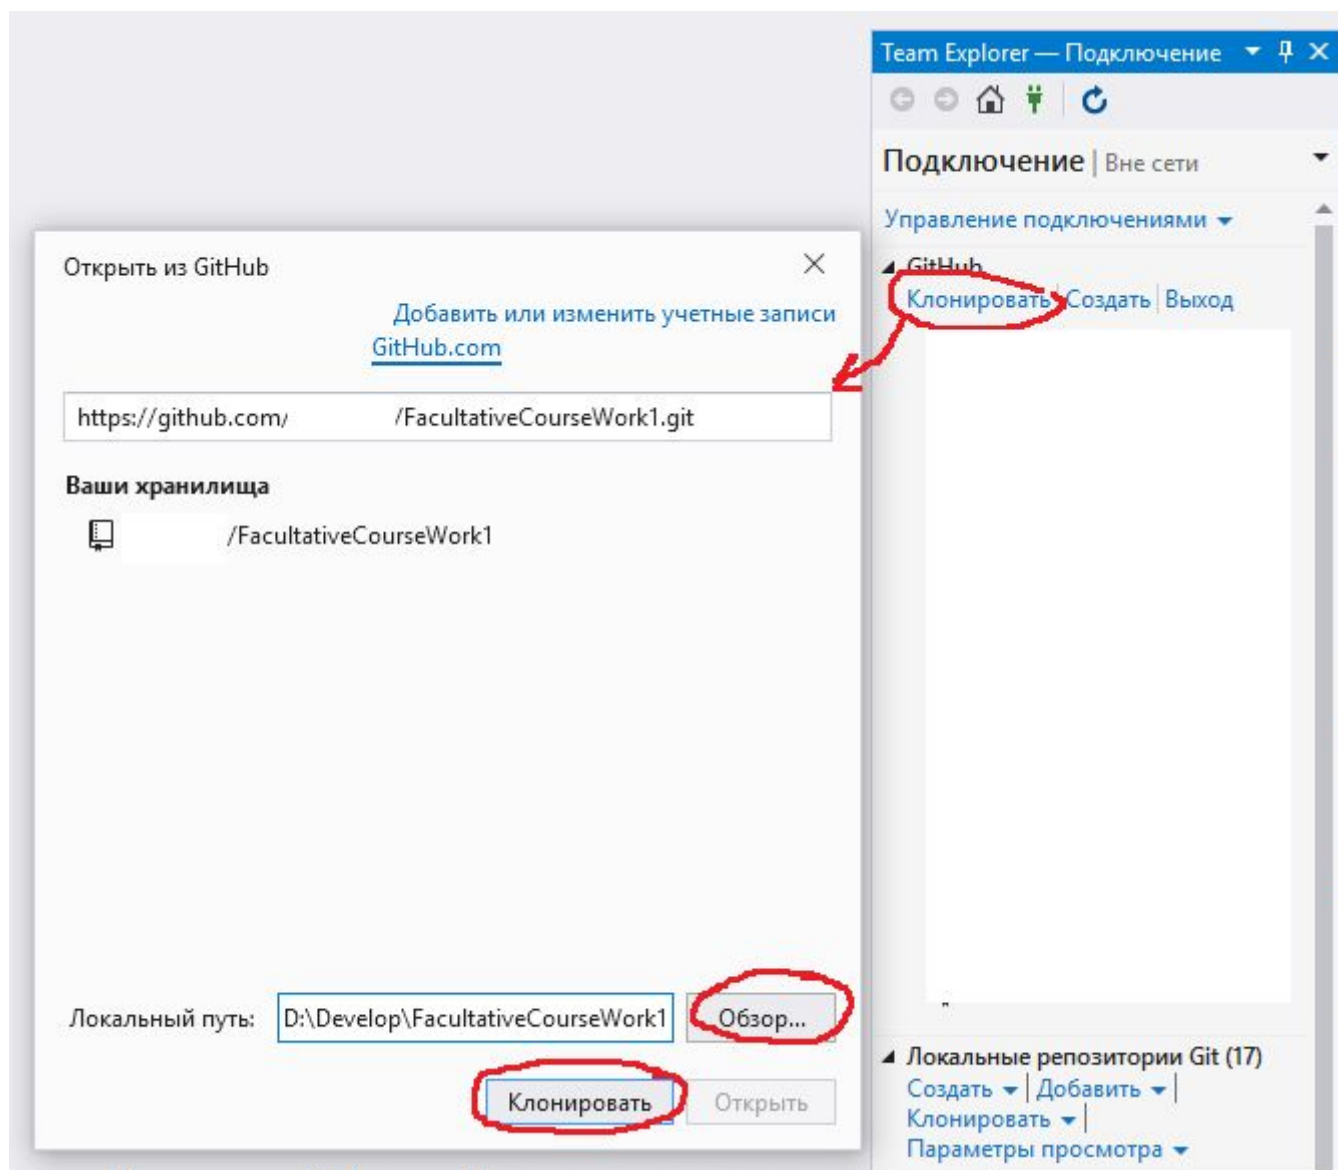 Team Explorer — Подключение
Подключение | Вне сети
Управление подключениями
GitHub
Клонировать | Создать | Выход
Открыть из GitHub
Добавить или изменить учетные записи
GitHub.com
https://github.com/ /FacultativeCourseWork1.git
Ваши хранилища
/FacultativeCourseWork1
Локальный путь: D:\Develop\FacultativeCourseWork1 Обзор...
Клонировать Открыть
Локальные репозитории Git (17)
Создать | Добавить |
Клонировать |
Параметры просмотра